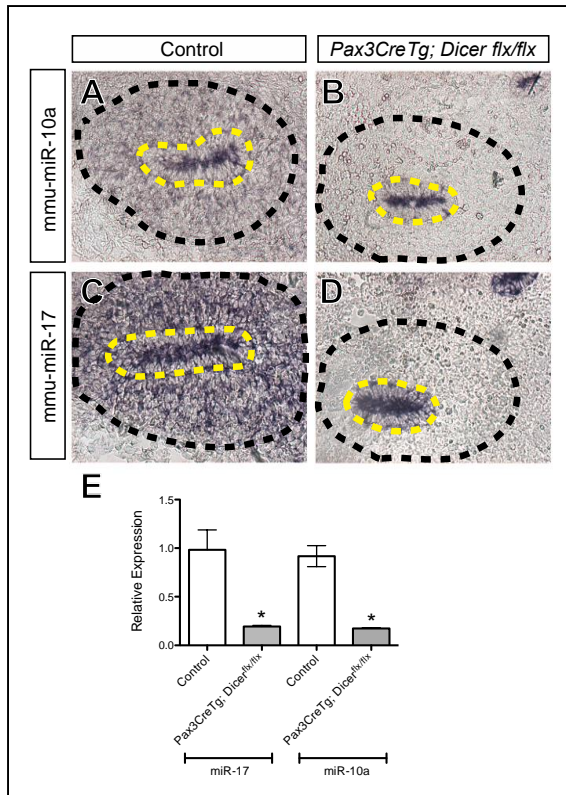 Control
Pax3CreTg; Dicer flx/flx
mmu-miR-10a
A
B
mmu-miR-17
C
D
E
Relative Expression
1.5
1.0
0.5
0.0
*
*
Control
Pax3CreTg; Dicerflx/flx
Control
Pax3CreTg; Dicerflx/flx
miR-17
miR-10a